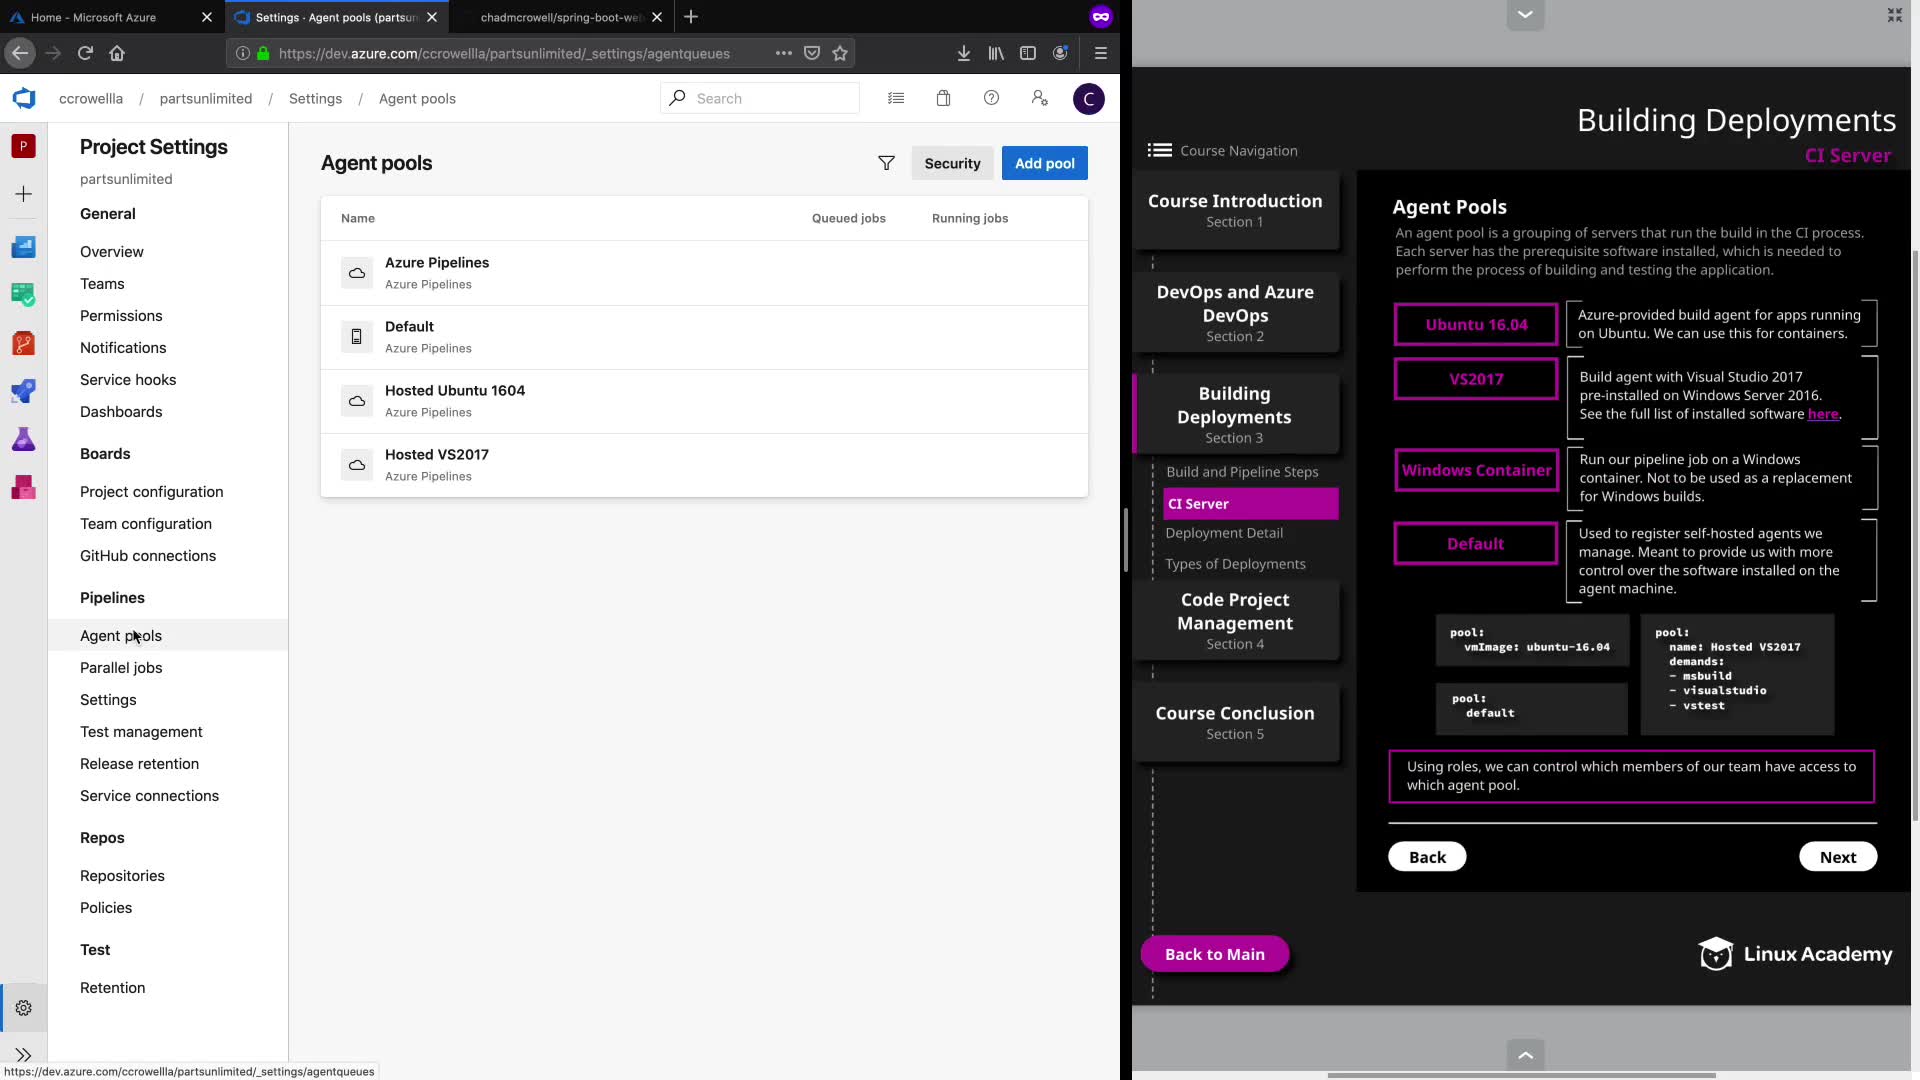 Home - Microsoft Azure
Settings · Agent pools (partsun
chadmcrowell/spring-boot-we
https://dev.azure.com/ccrowellla/partsunlimited/_settings/agentqueues
ccrowellla / partsunlimited / Settings / Agent pools
Search
C
P
Project Settings
partsunlimited
General
Overview
Teams
Permissions
Notifications
Service hooks
Dashboards
Boards
Project configuration
Team configuration
GitHub connections
Pipelines
Agent pools
Parallel jobs
Settings
Test management
Release retention
Service connections
Repos
Repositories
Policies
Test
Retention
https://dev.azure.com/ccrowellla/partsunlimited/_settings/agentqueues
Agent pools
Security
Add pool
Name
Queued jobs
Running jobs
Azure Pipelines
Azure Pipelines
Default
Azure Pipelines
Hosted Ubuntu 1604
Azure Pipelines
Hosted VS2017
Azure Pipelines
Building Deployments
CI Server
Course Navigation
Course Introduction
Section 1
DevOps and Azure
DevOps
Section 2
Building
Deployments
Section 3
Build and Pipeline Steps
CI Server
Deployment Detail
Types of Deployments
Code Project
Management
Section 4
Course Conclusion
Section 5
Back to Main
Agent Pools
An agent pool is a grouping of servers that run the build in the CI process.
Each server has the prerequisite software installed, which is needed to
perform the process of building and testing the application.
Ubuntu 16.04
Azure-provided build agent for apps running
on Ubuntu. We can use this for containers.
VS2017
Build agent with Visual Studio 2017
pre-installed on Windows Server 2016.
See the full list of installed software here.
Windows Container
Run our pipeline job on a Windows
container. Not to be used as a replacement
for Windows builds.
Default
Used to register self-hosted agents we
manage. Meant to provide us with more
control over the software installed on the
agent machine.
pool:
vmImage: ubuntu-16.04
pool:
default
pool:
name: Hosted VS2017
demands:
- msbuild
- visualstudio
- vstest
Using roles, we can control which members of our team have access to
which agent pool.
Back
Next
Linux Academy